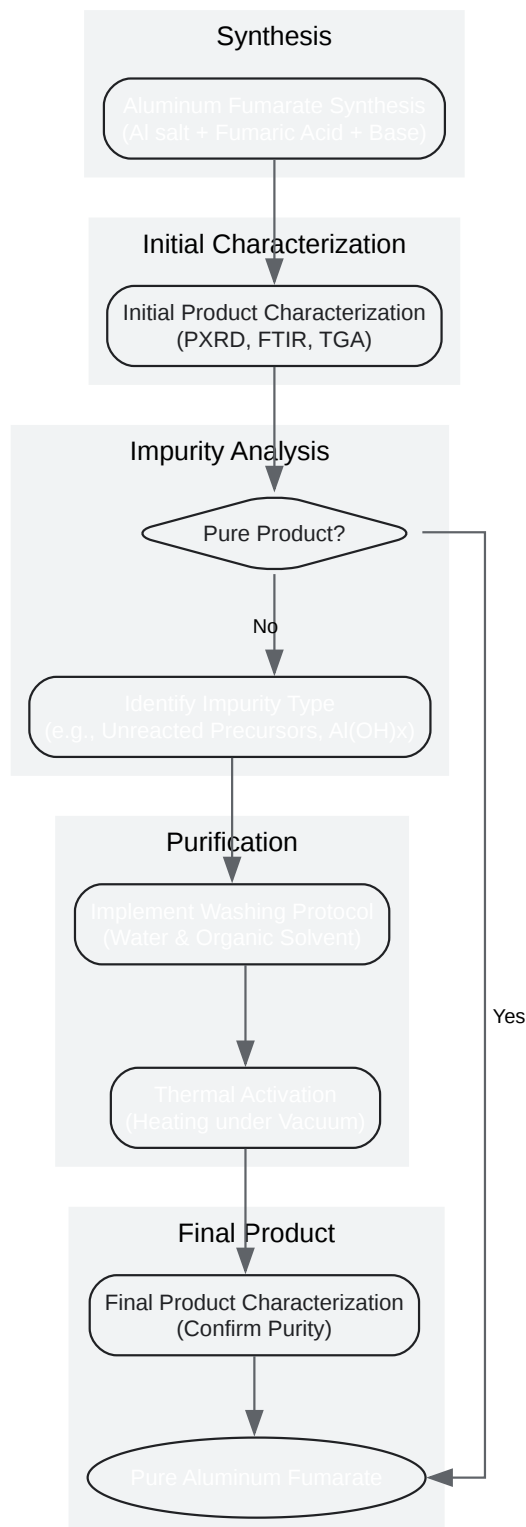 Synthesis
Aluminum Fumarate Synthesis
(Al salt + Fumaric Acid + Base)
Initial Characterization
Initial Product Characterization
(PXRD, FTIR, TGA)
Impurity Analysis
Pure Product?
No
Identify Impurity Type
(e.g., Unreacted Precursors, Al(OH)x)
Purification
Implement Washing Protocol
(Water & Organic Solvent)
Yes
Thermal Activation
(Heating under Vacuum)
Final Product
Final Product Characterization
(Confirm Purity)
Pure Aluminum Fumarate